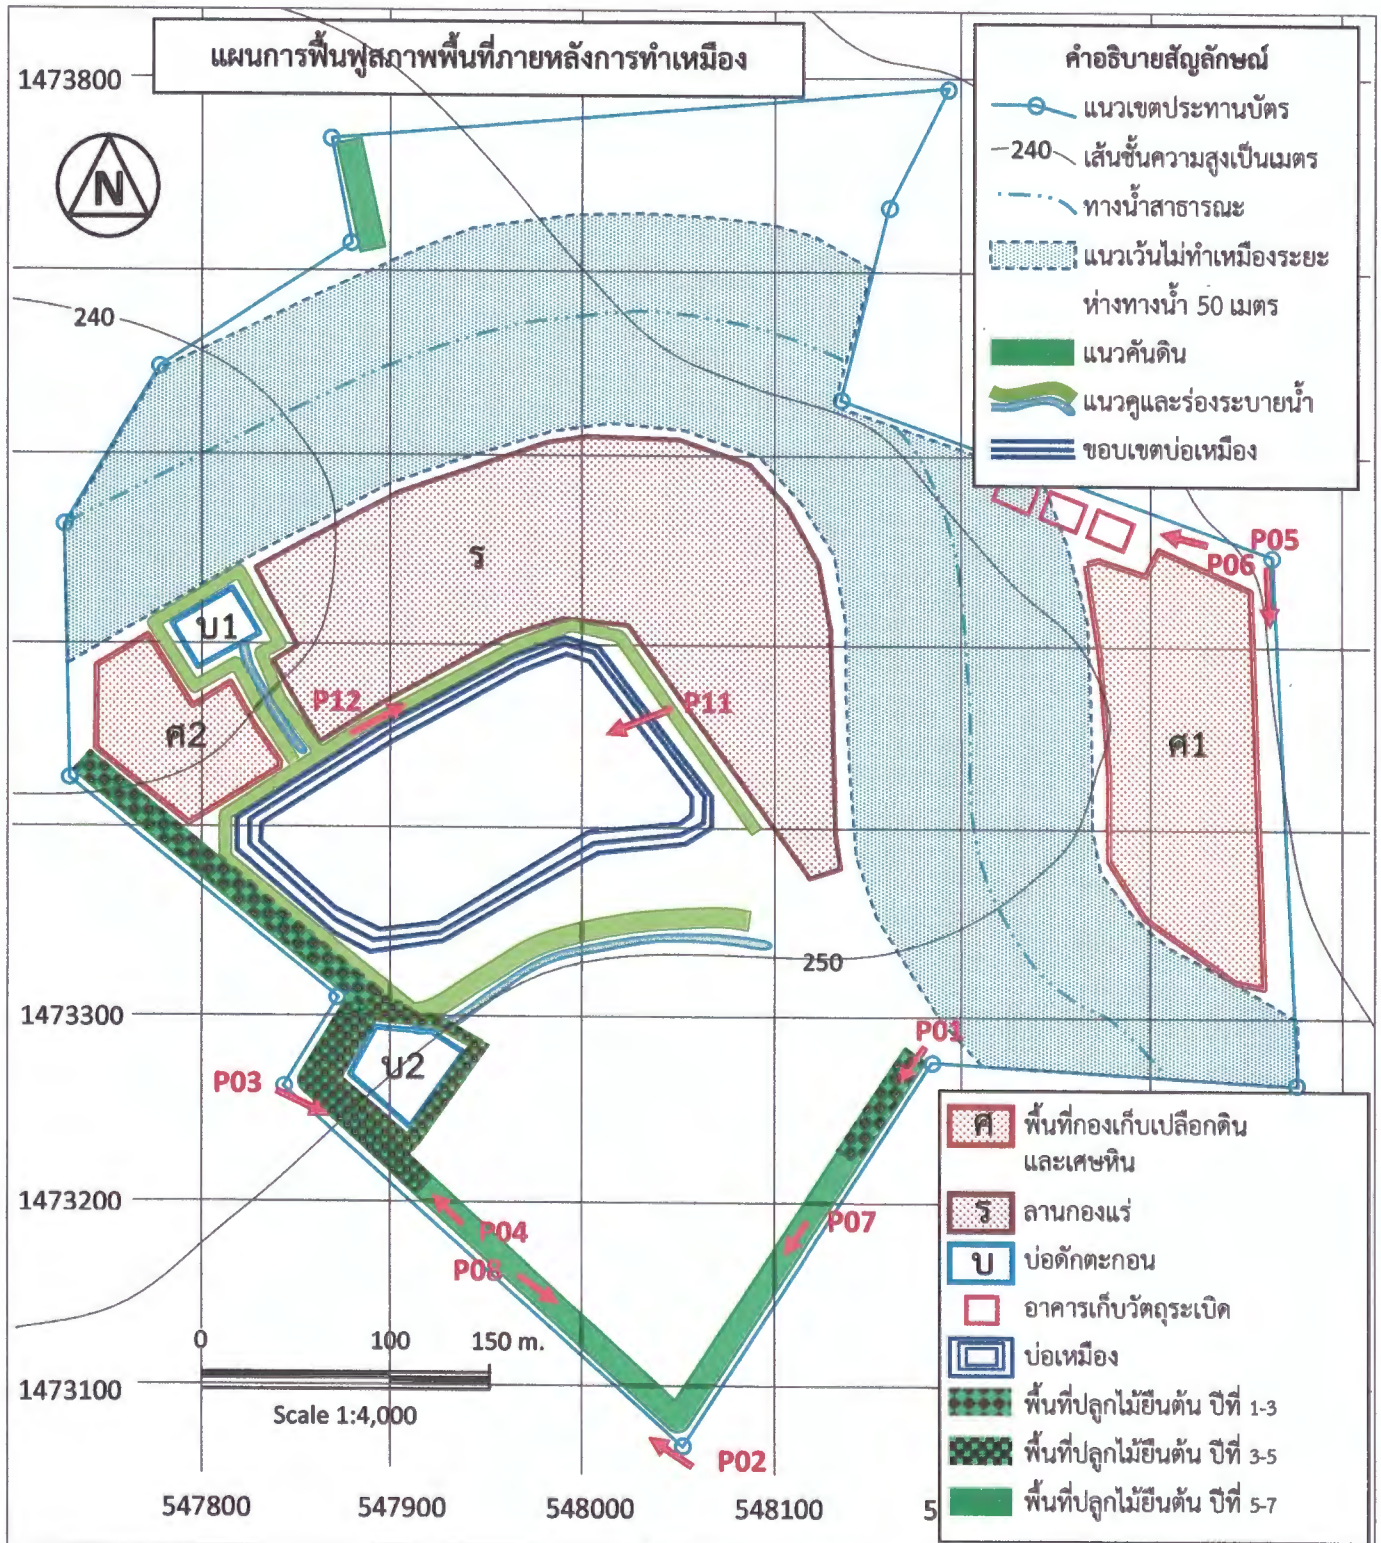 แผนการฟื้นฟูสภาพพื้นที่ภายหลังการทำเหมือง
คำอธิบายสัญลักษณ์
แนวเขตประทานบัตร
240 เส้นชั้นความสูงเป็นเมตร
ทางน้ำสาธารณะ
แนวเว้นไม่ทำเหมืองระยะ
ห่างทางน้ำ 50 เมตร
แนวคันดิน
แนวคูและร่องระบายน้ำ
ขอบเขตบ่อเหมือง
1473800
N
240
ร
P05
P06
บ1
P12
P11
ศ2
ศ1
250
1473300
P01
บ2
P03
1473200
P07
P04
P08
0 100 150 m.
1473100
Scale 1:4,000
P02
547800 547900 548000 548100 5
ศ พื้นที่กองเก็บเปลือกดิน
และเศษหิน
ร ลานกองแร่
บ บ่อดักตะกอน
อาคารเก็บวัตถุระเบิด
บ่อเหมือง
พื้นที่ปลูกไม้ยืนต้น ปีที่ 1-3
พื้นที่ปลูกไม้ยืนต้น ปีที่ 3-5
พื้นที่ปลูกไม้ยืนต้น ปีที่ 5-7